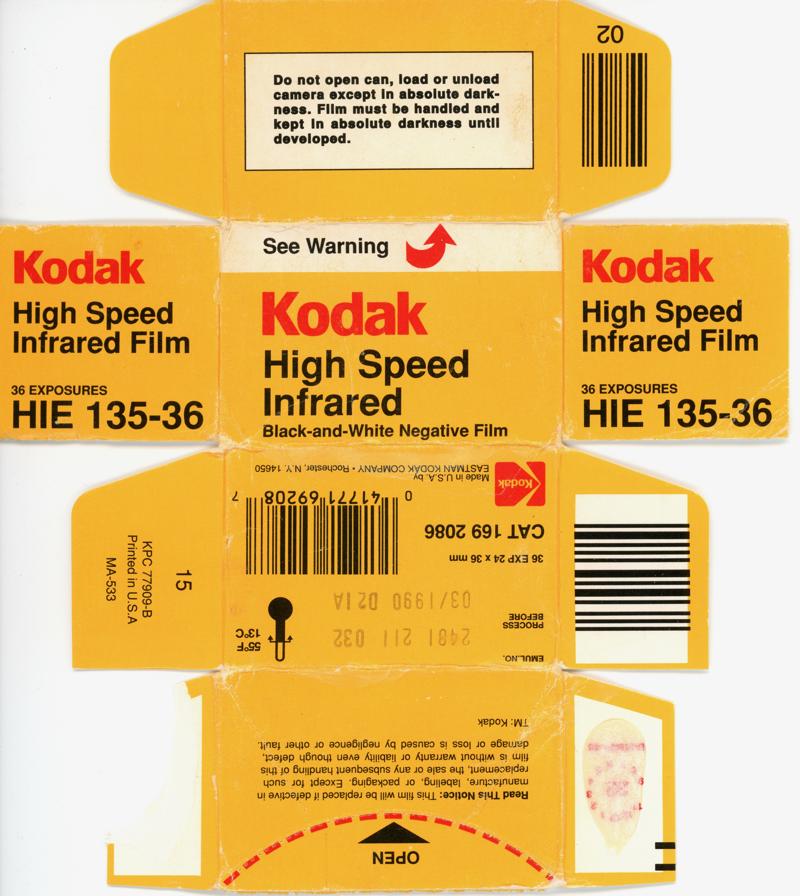 02
Do not open can, load or unload
camera except in absolute dark-
ness. Film must be handled and
kept in absolute darkness until
developed.
See Warning
Kodak
High Speed
Infrared Film
36 EXPOSURES
HIE 135-36
Kodak
High Speed
Infrared
Black-and-White Negative Film
Kodak
High Speed
Infrared Film
36 EXPOSURES
HIE 135-36
KPC 77909-B
Printed in U.S.A
MA-533
15
EMUL.NO.
2481 211 032
PROCESS
BEFORE
03/1990 D21A
55°F
13°C
36 EXP 24 x 36 mm
CAT 169 2086
0 41771 69208 7
Kodak
Made in U.S.A. by
EASTMAN KODAK COMPANY • Rochester, N.Y. 14650
OPEN
Read This Notice: This film will be replaced if defective in
manufacture, labeling, or packaging. Except for such
replacement, the sale or any subsequent handling of this
film is without warranty or liability even though defect,
damage or loss is caused by negligence or other fault.
TM: Kodak